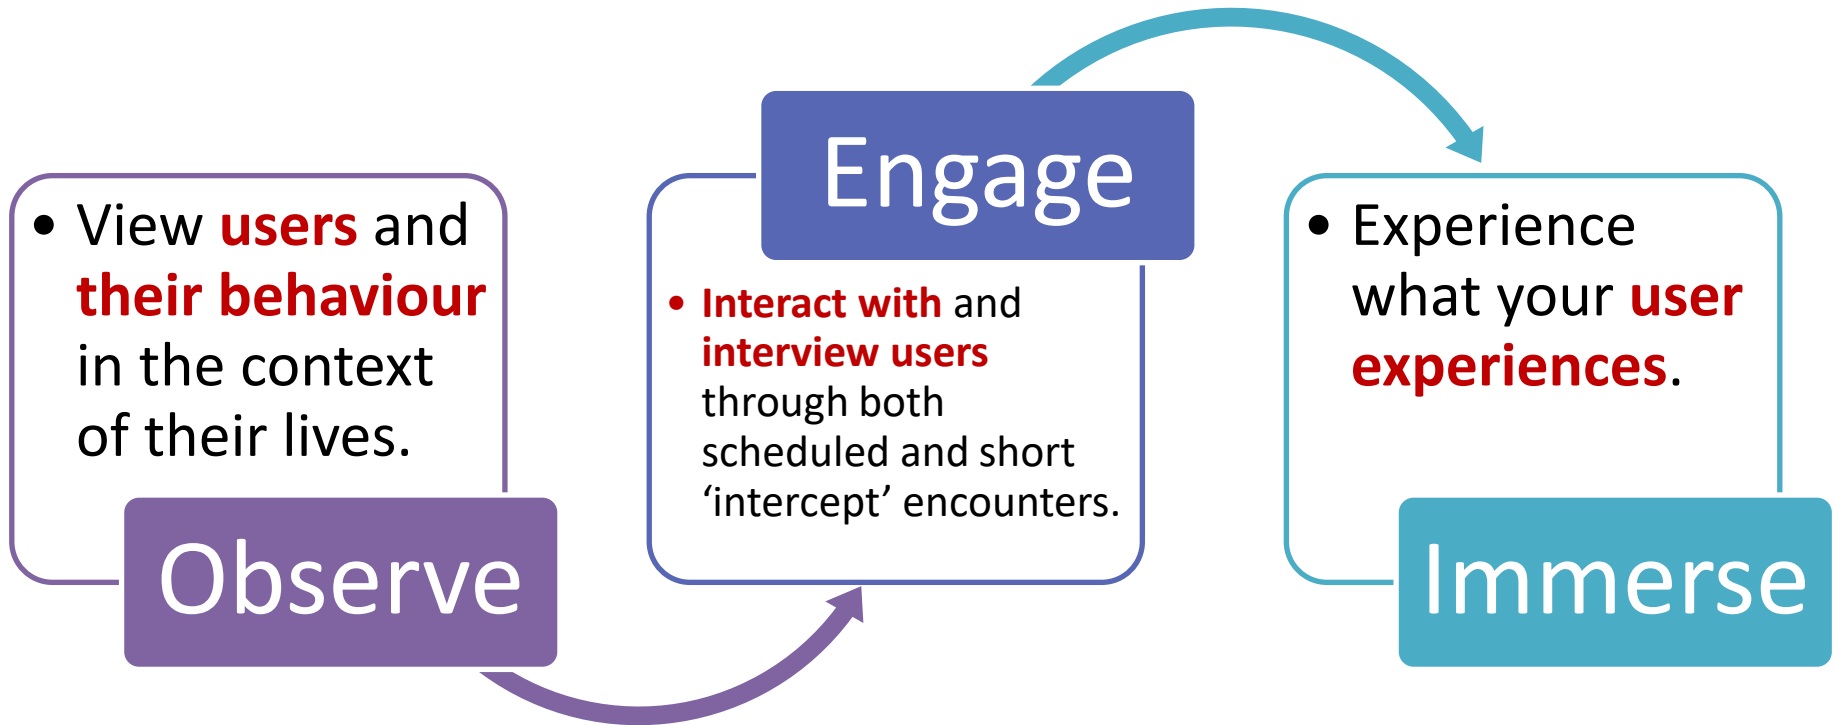 • View users and
their behaviour
in the context
of their lives.
Observe
Engage
• Interact with and
interview users
through both
scheduled and short
‘intercept’ encounters.
• Experience
what your user
experiences.
Immerse